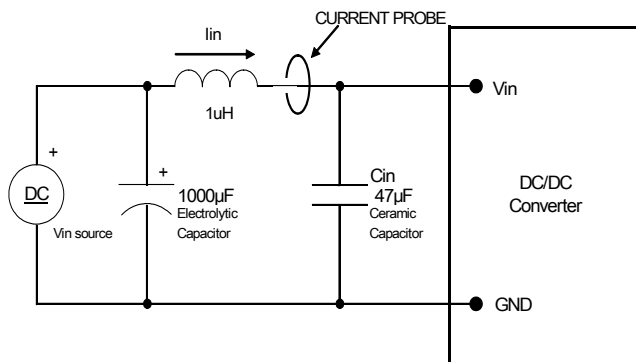 CURRENT PROBE
Iin
1uH
Vin
+
DC
Vin source
+
1000µF
Electrolytic
Capacitor
Cin
47µF
Ceramic
Capacitor
DC/DC
Converter
GND